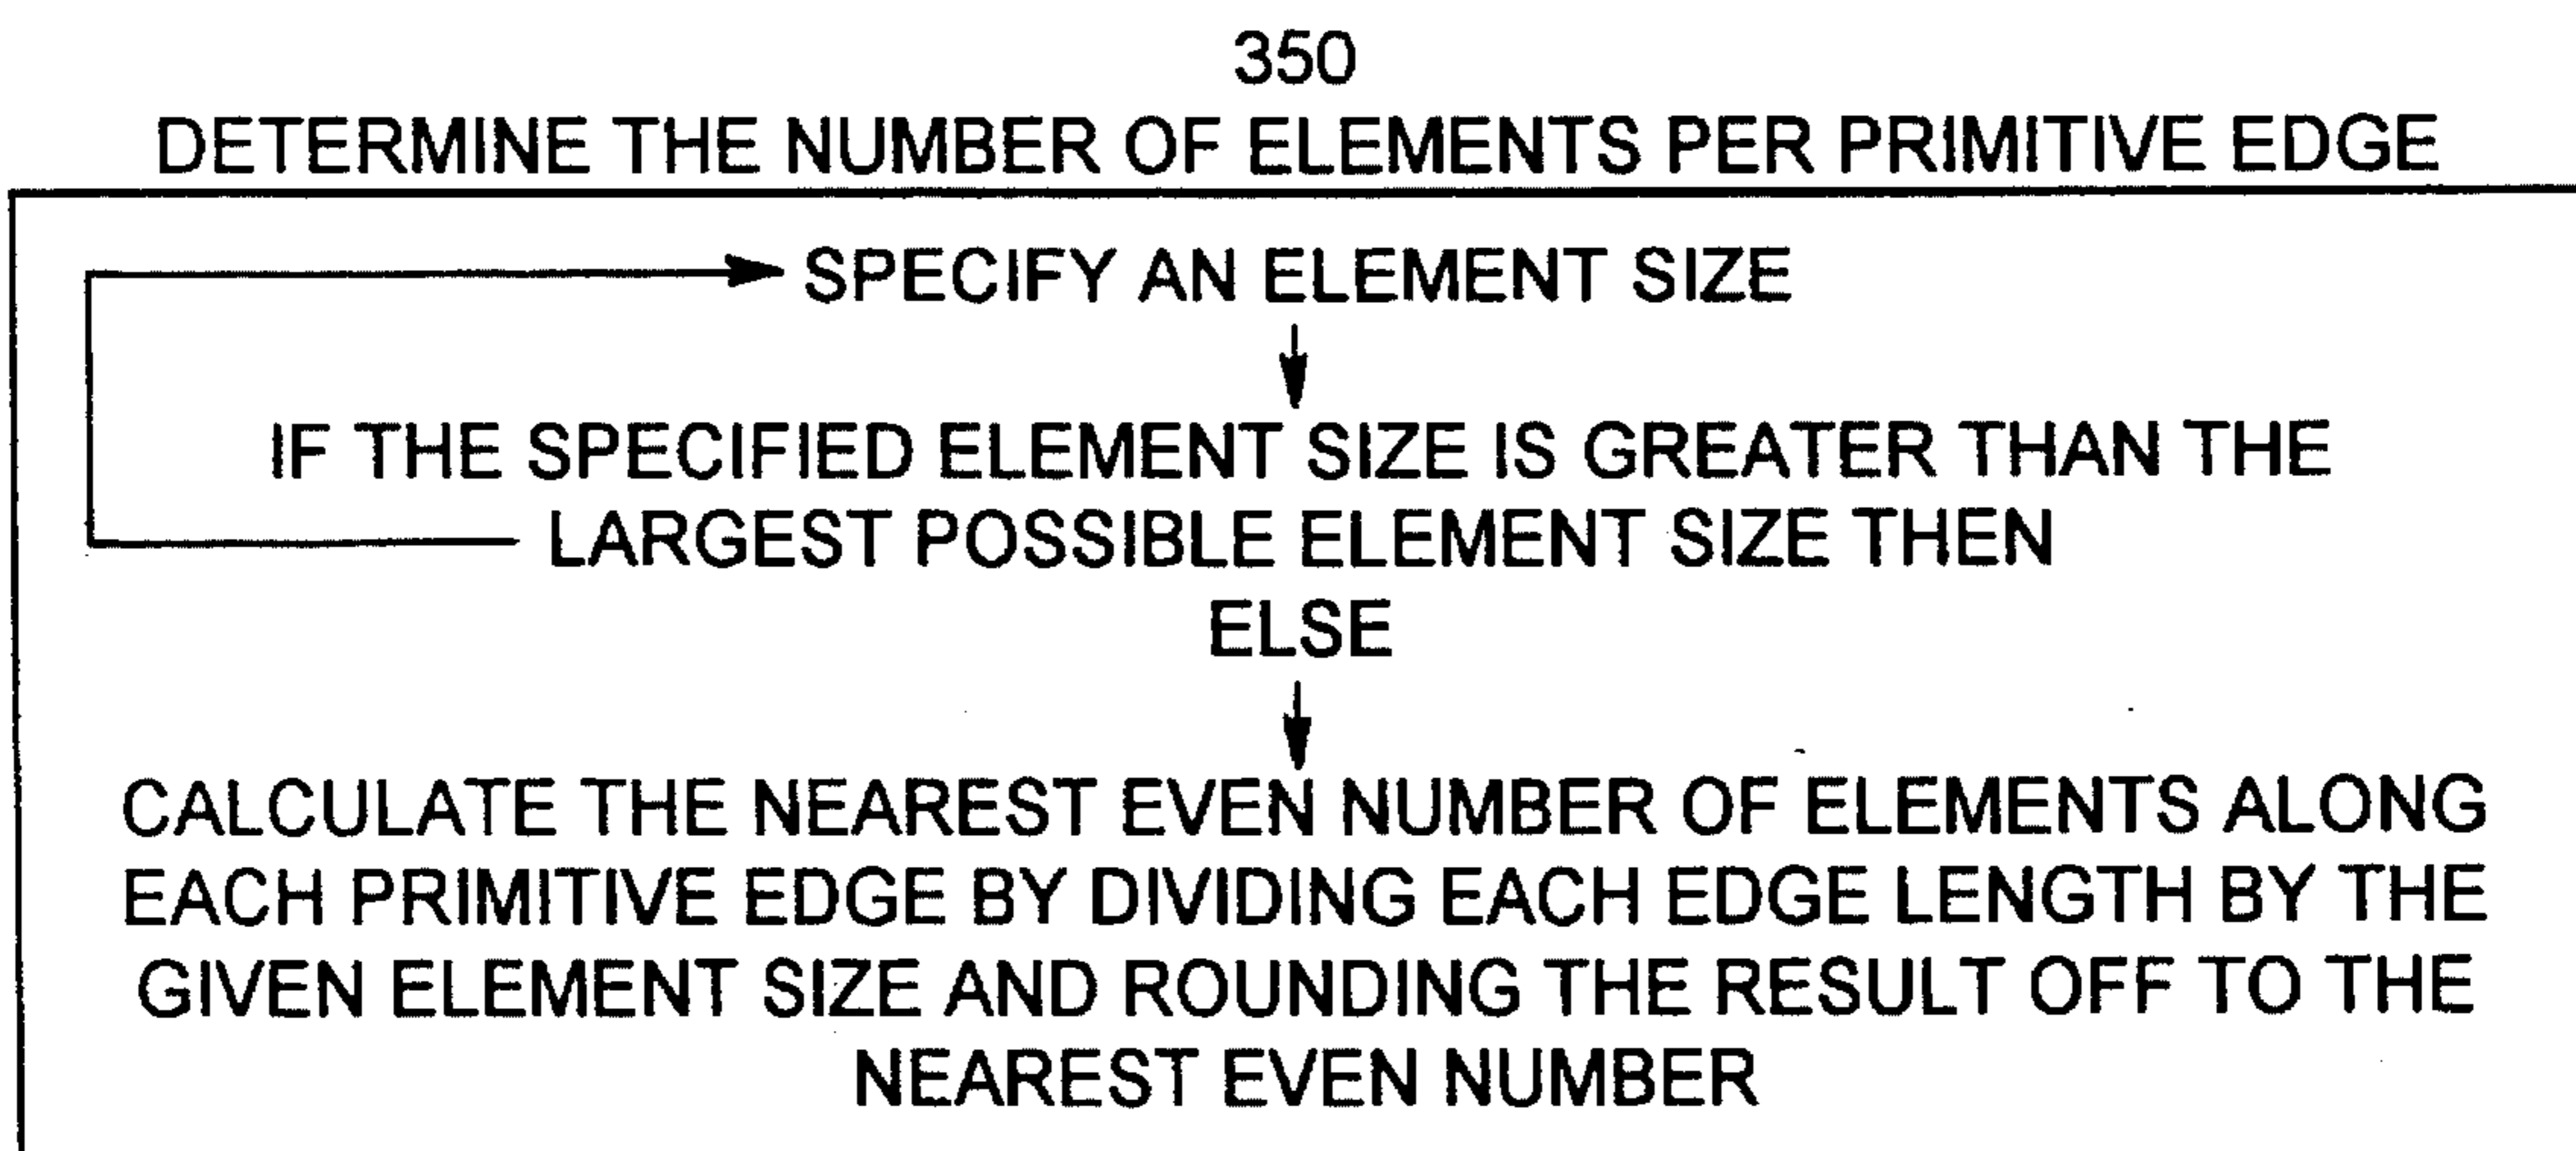 350
DETERMINE THE NUMBER OF ELEMENTS PER PRIMITIVE EDGE
SPECIFY AN ELEMENT SIZE
IF THE SPECIFIED ELEMENT SIZE IS GREATER THAN THE
LARGEST POSSIBLE ELEMENT SIZE THEN
ELSE
CALCULATE THE NEAREST EVEN NUMBER OF ELEMENTS ALONG
EACH PRIMITIVE EDGE BY DIVIDING EACH EDGE LENGTH BY THE
GIVEN ELEMENT SIZE AND ROUNDING THE RESULT OFF TO THE
NEAREST EVEN NUMBER